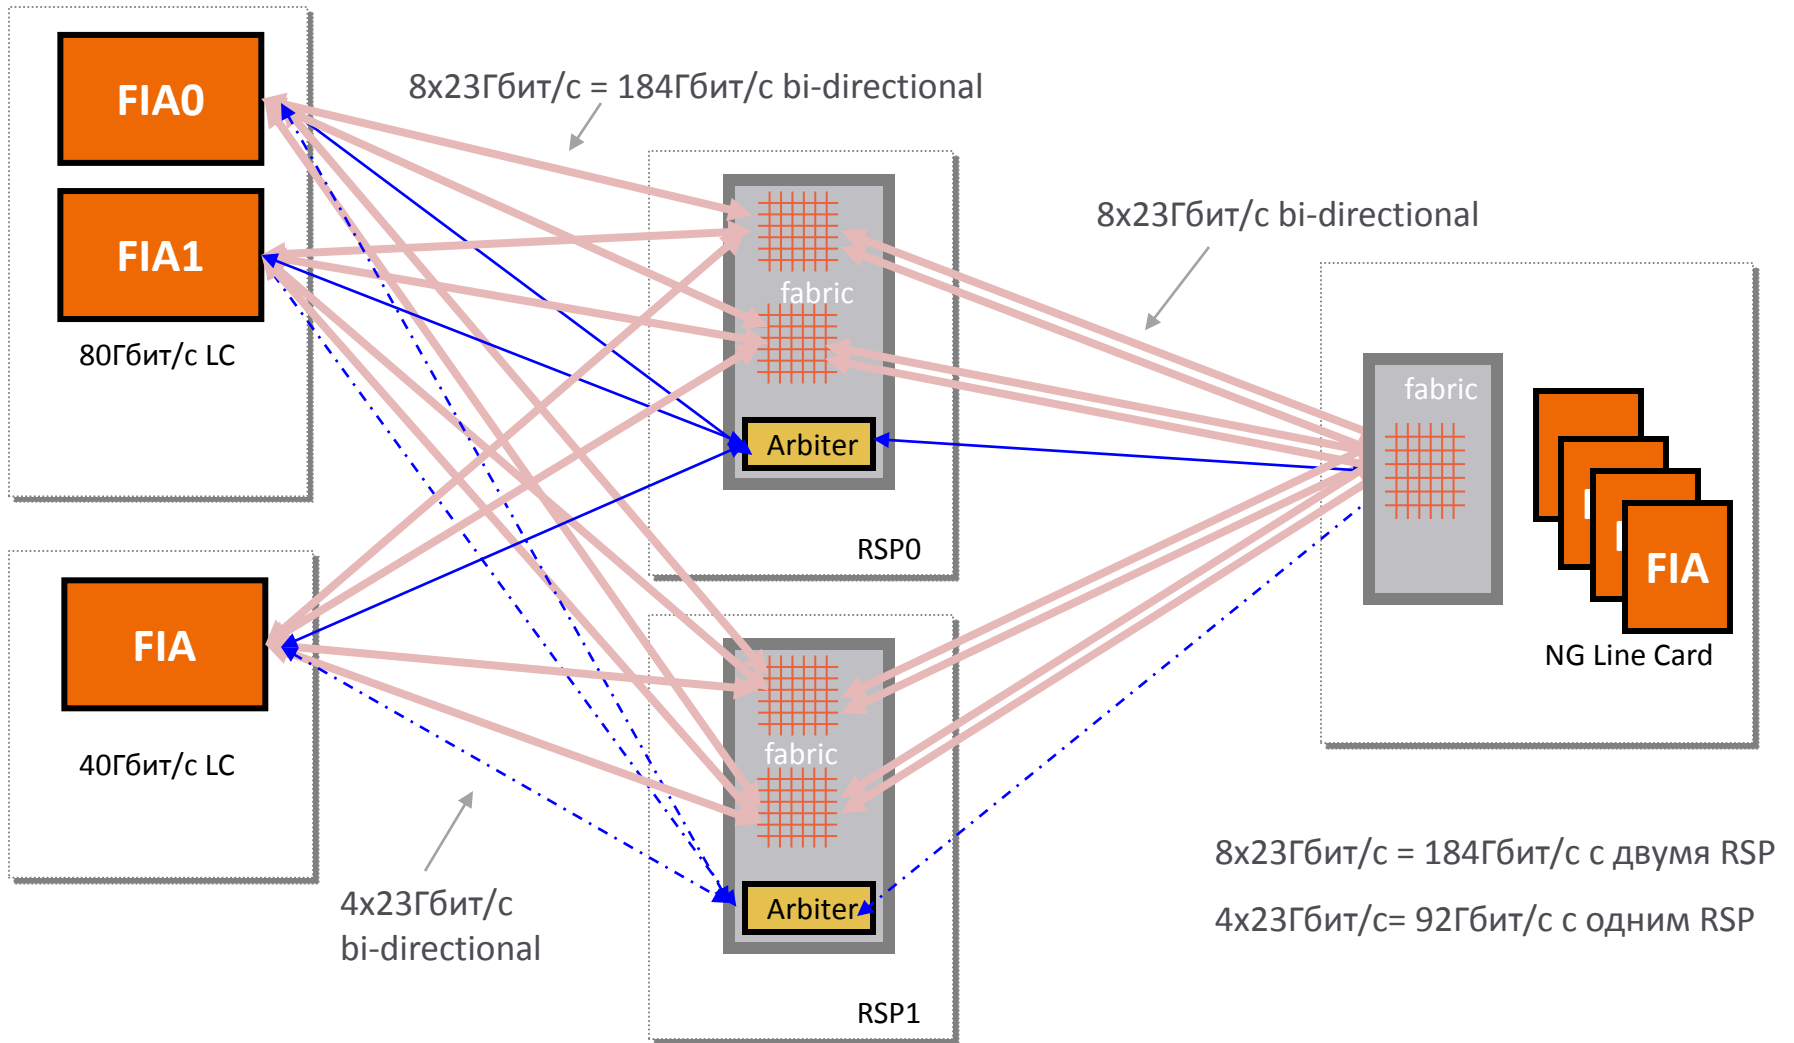 FIA0
8x23Гбит/с = 184Гбит/с bi-directional
FIA1
80Гбит/с LC
fabric
Arbiter
RSP0
8x23Гбит/с bi-directional
fabric
FIA
NG Line Card
FIA
40Гбит/с LC
4x23Гбит/с
bi-directional
fabric
Arbiter
RSP1
8x23Гбит/с = 184Гбит/с с двумя RSP
4x23Гбит/с= 92Гбит/с с одним RSP